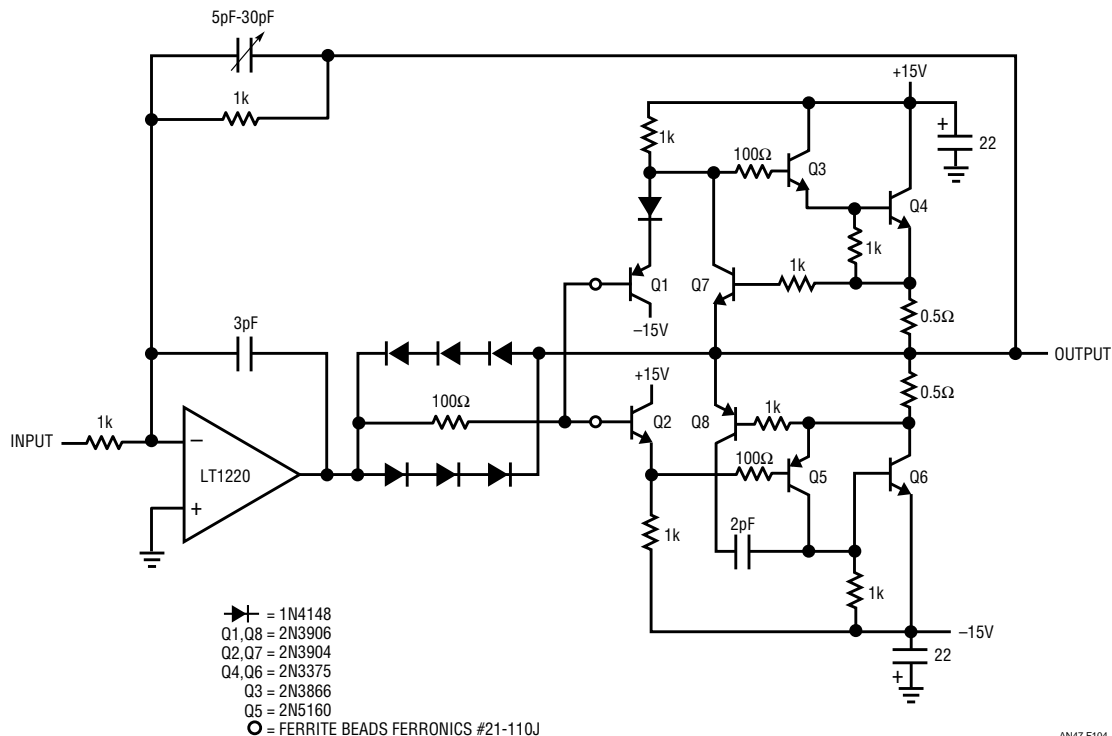 5pF-30pF
1k
+15V
1k
+
22
100Ω
Q3
Q4
1k
1k
Q1
Q7
0.5Ω
–15V
3pF
OUTPUT
+15V
0.5Ω
100Ω
1k
1k
Q2
Q8
INPUT
–
LT1220
100Ω
Q5
Q6
+
2pF
1k
1k
–15V
22
+
= 1N4148
Q1,Q8 = 2N3906
Q2,Q7 = 2N3904
Q4,Q6 = 2N3375
Q3 = 2N3866
Q5 = 2N5160
= FERRITE BEADS FERRONICS #21-110J
AN47 F104